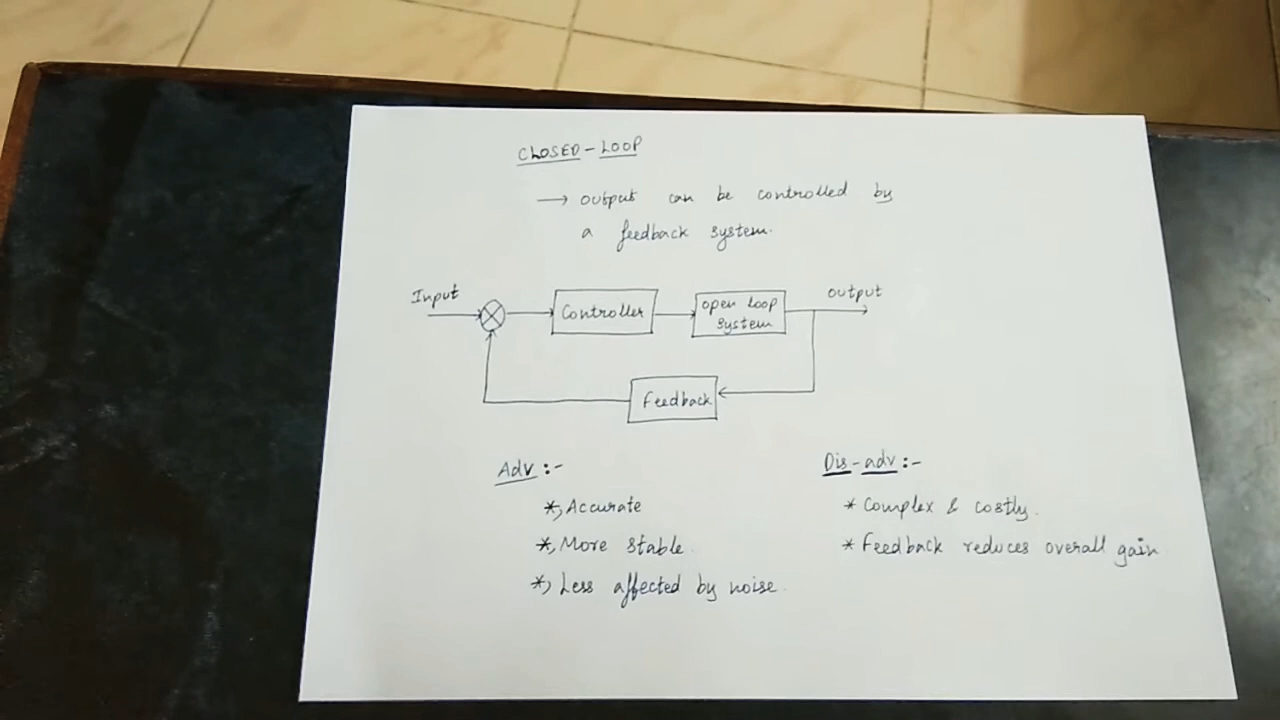 CLOSED-LOOP
→ output can be controlled by
a feedback system.
Input
Controller
open loop
system
output
Feedback
Adv :-
*, Accurate
*, More stable.
*, Less affected by noise.
Dis-adv :-
* Complex & costly.
* Feedback reduces overall gain